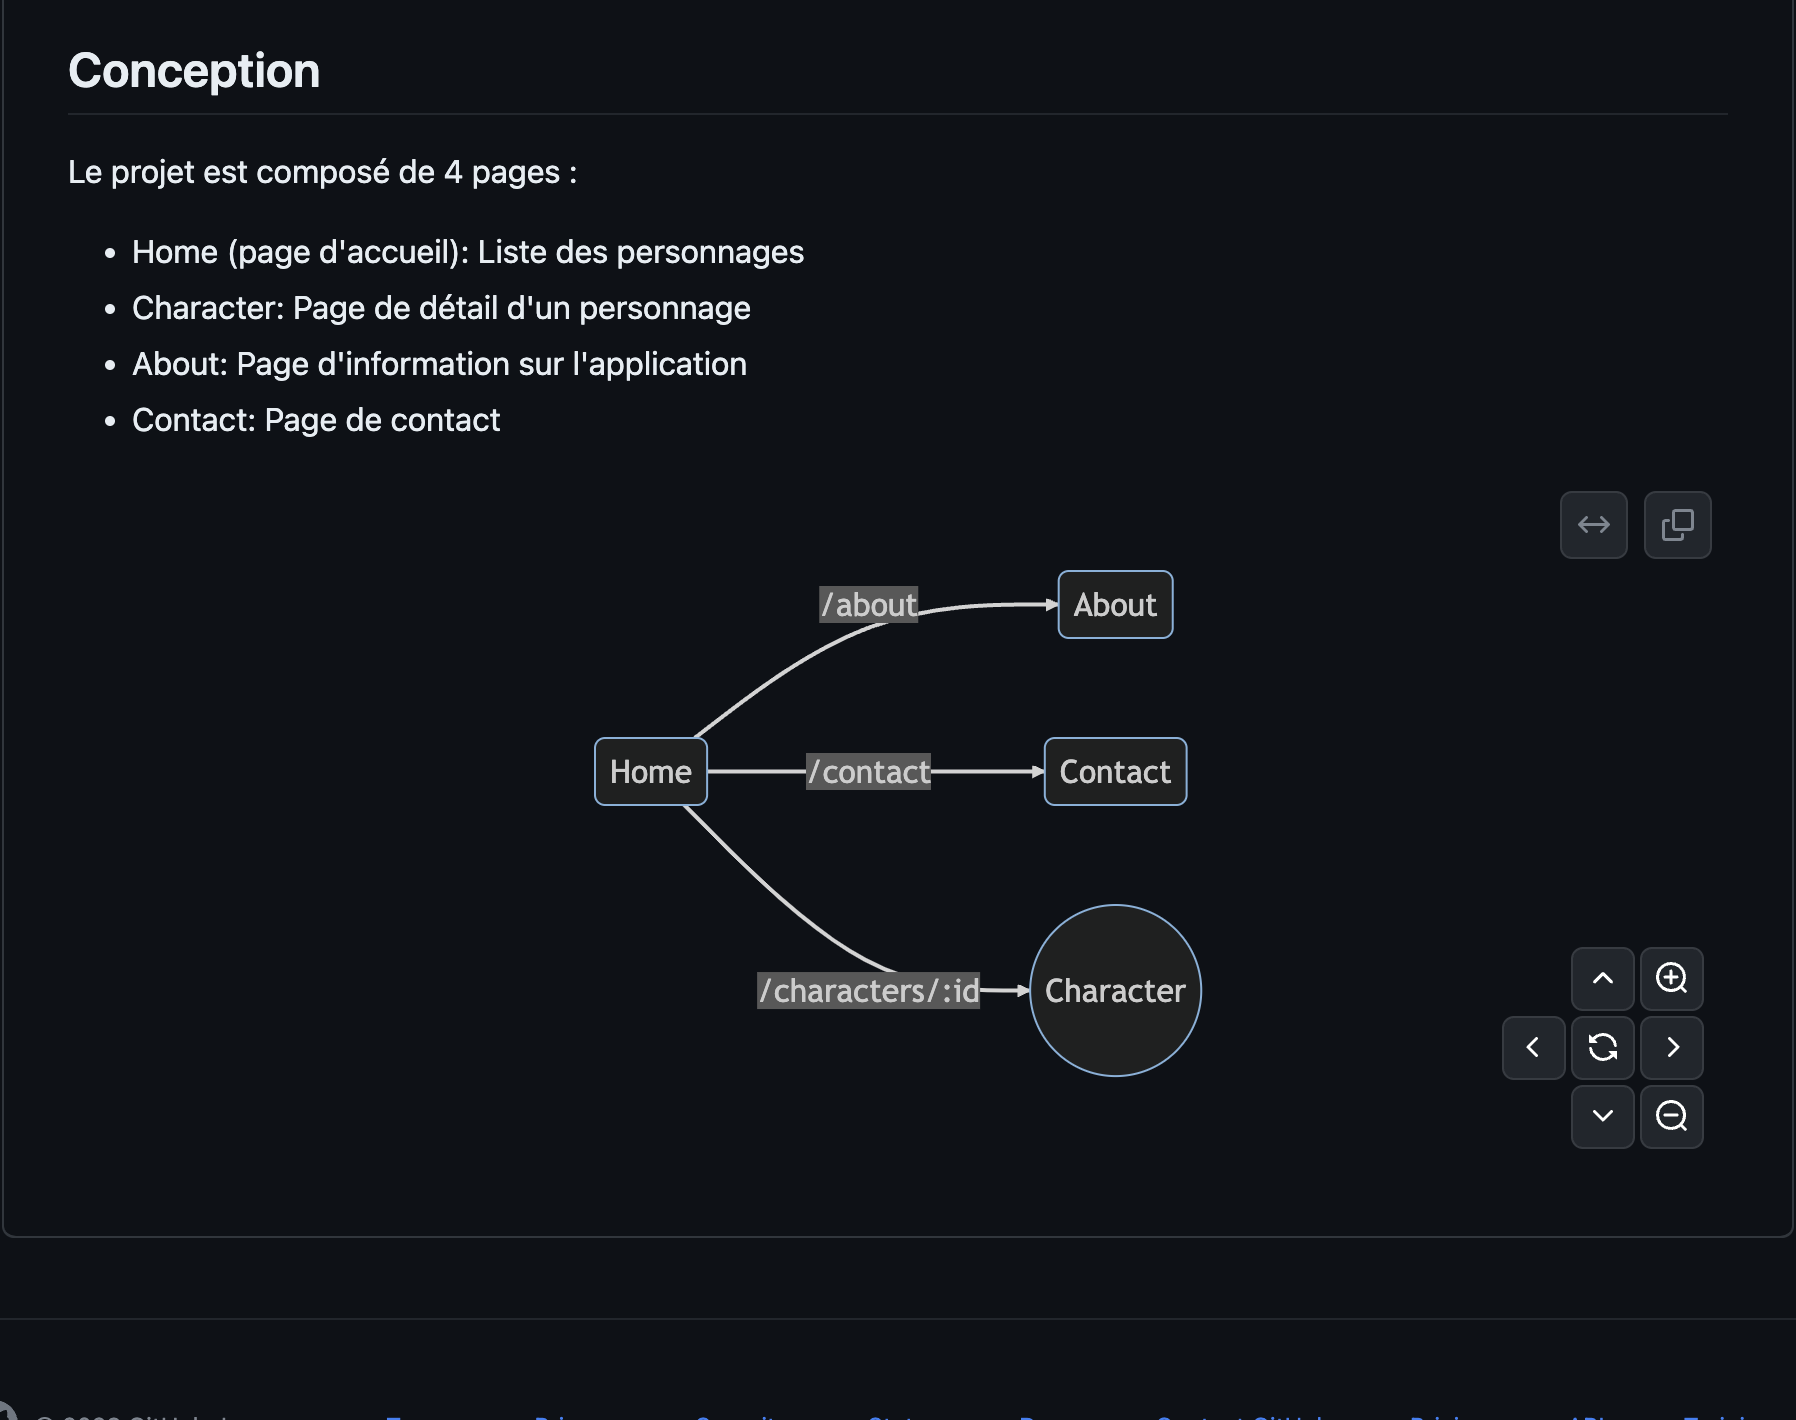 Conception
Le projet est composé de 4 pages :
Home (page d'accueil): Liste des personnages
Character: Page de détail d'un personnage
About: Page d'information sur l'application
Contact: Page de contact
/about
About
Home
/contact
Contact
/characters/:id
Character